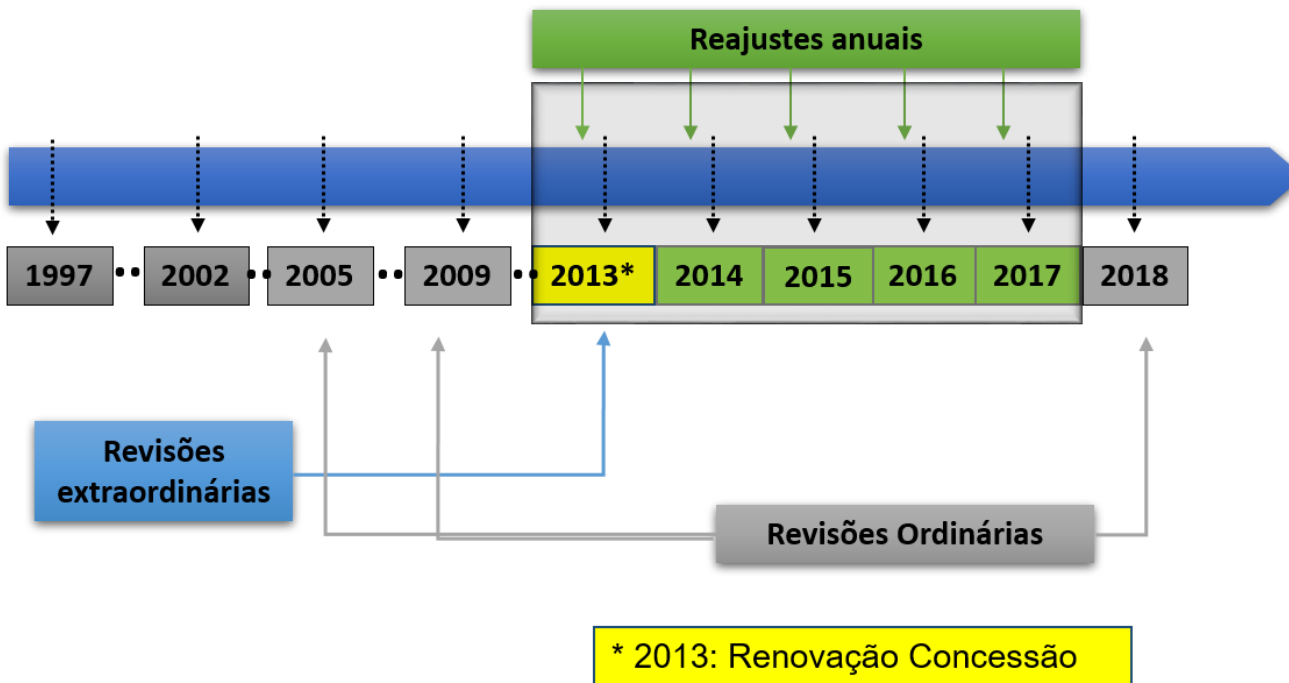 Reajustes anuais
1997
2002
2005
2009
2013*
2014
2015
2016
2017
2018
Revisões
extraordinárias
Revisões Ordinárias
* 2013: Renovação Concessão